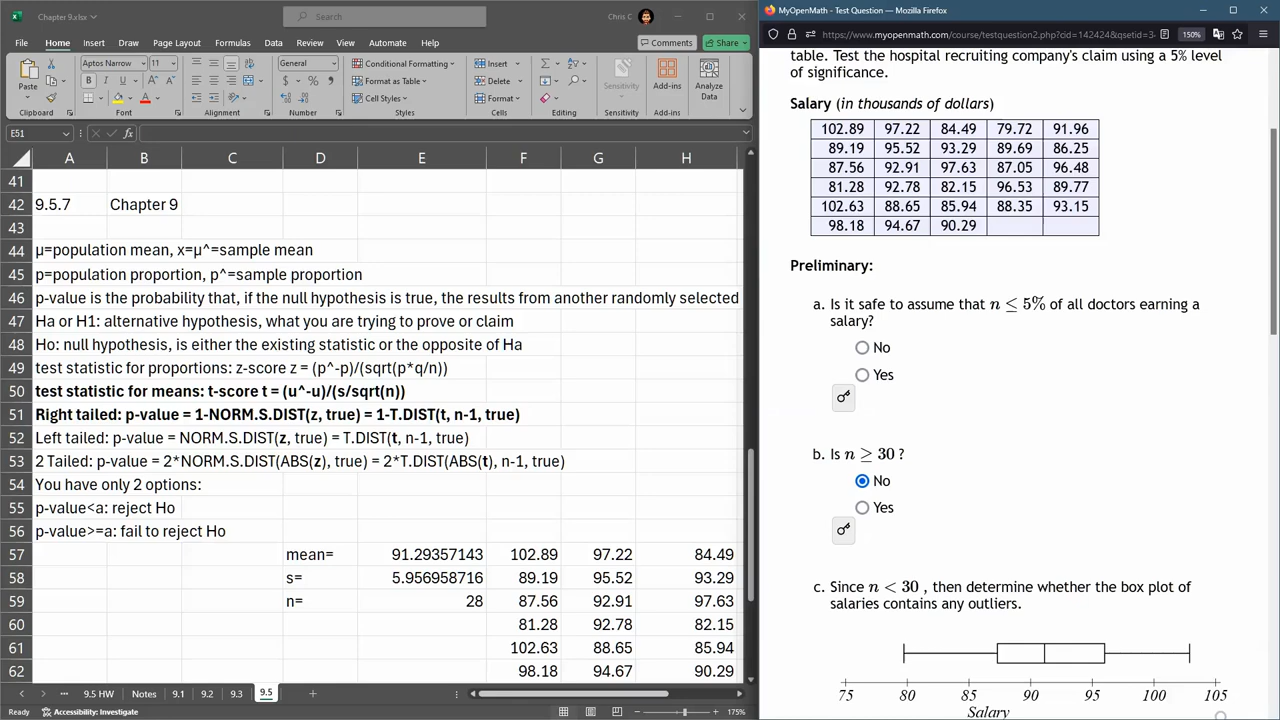 Chapter 9.xlsx
Search
Chris C
File Home Insert Draw Page Layout Formulas Data Review View Automate Help Acrobat
Comments Share
Paste
Clipboard
Aptos Narrow 11
B I U
Font
Alignment
General
$ % ,
Number
Conditional Formatting
Format as Table
Cell Styles
Styles
Insert
Delete
Format
Cells
Editing
Sensitivity
Sensitivity
Add-ins
Add-ins
Analyze Data
E51
fx
A B C D E F G H
41
42 9.5.7 Chapter 9
43
44 µ=population mean, x=µ^=sample mean
45 p=population proportion, p^=sample proportion
46 p-value is the probability that, if the null hypothesis is true, the results from another randomly selected
47 Ha or H1: alternative hypothesis, what you are trying to prove or claim
48 Ho: null hypothesis, is either the existing statistic or the opposite of Ha
49 test statistic for proportions: z-score z = (p^-p)/(sqrt(p*q/n))
50 test statistic for means: t-score t = (u^-u)/(s/sqrt(n))
51 Right tailed: p-value = 1-NORM.S.DIST(z, true) = 1-T.DIST(t, n-1, true)
52 Left tailed: p-value = NORM.S.DIST(z, true) = T.DIST(t, n-1, true)
53 2 Tailed: p-value = 2*NORM.S.DIST(ABS(z), true) = 2*T.DIST(ABS(t), n-1, true)
54 You have only 2 options:
55 p-value<a: reject Ho
56 p-value>=a: fail to reject Ho
57 mean= 91.29357143 102.89 97.22 84.49
58 s= 5.956958716 89.19 95.52 93.29
59 n= 28 87.56 92.91 97.63
60 81.28 92.78 82.15
61 102.63 88.65 85.94
62 98.18 94.67 90.29
... 9.5 HW Notes 9.1 9.2 9.3 9.5 +
Ready Accessibility: Investigate 175%
MyOpenMath - Test Question — Mozilla Firefox
https://www.myopenmath.com/course/testquestion2.php?cid=142424&qsetid=3 150%
table. Test the hospital recruiting company's claim using a 5% level
of significance.
Salary (in thousands of dollars)
102.89 97.22 84.49 79.72 91.96
89.19 95.52 93.29 89.69 86.25
87.56 92.91 97.63 87.05 96.48
81.28 92.78 82.15 96.53 89.77
102.63 88.65 85.94 88.35 93.15
98.18 94.67 90.29
Preliminary:
a. Is it safe to assume that n ≤ 5% of all doctors earning a
salary?
No
Yes
b. Is n ≥ 30 ?
No
Yes
c. Since n < 30 , then determine whether the box plot of
salaries contains any outliers.
75 80 85 90 95 100 105
Salary